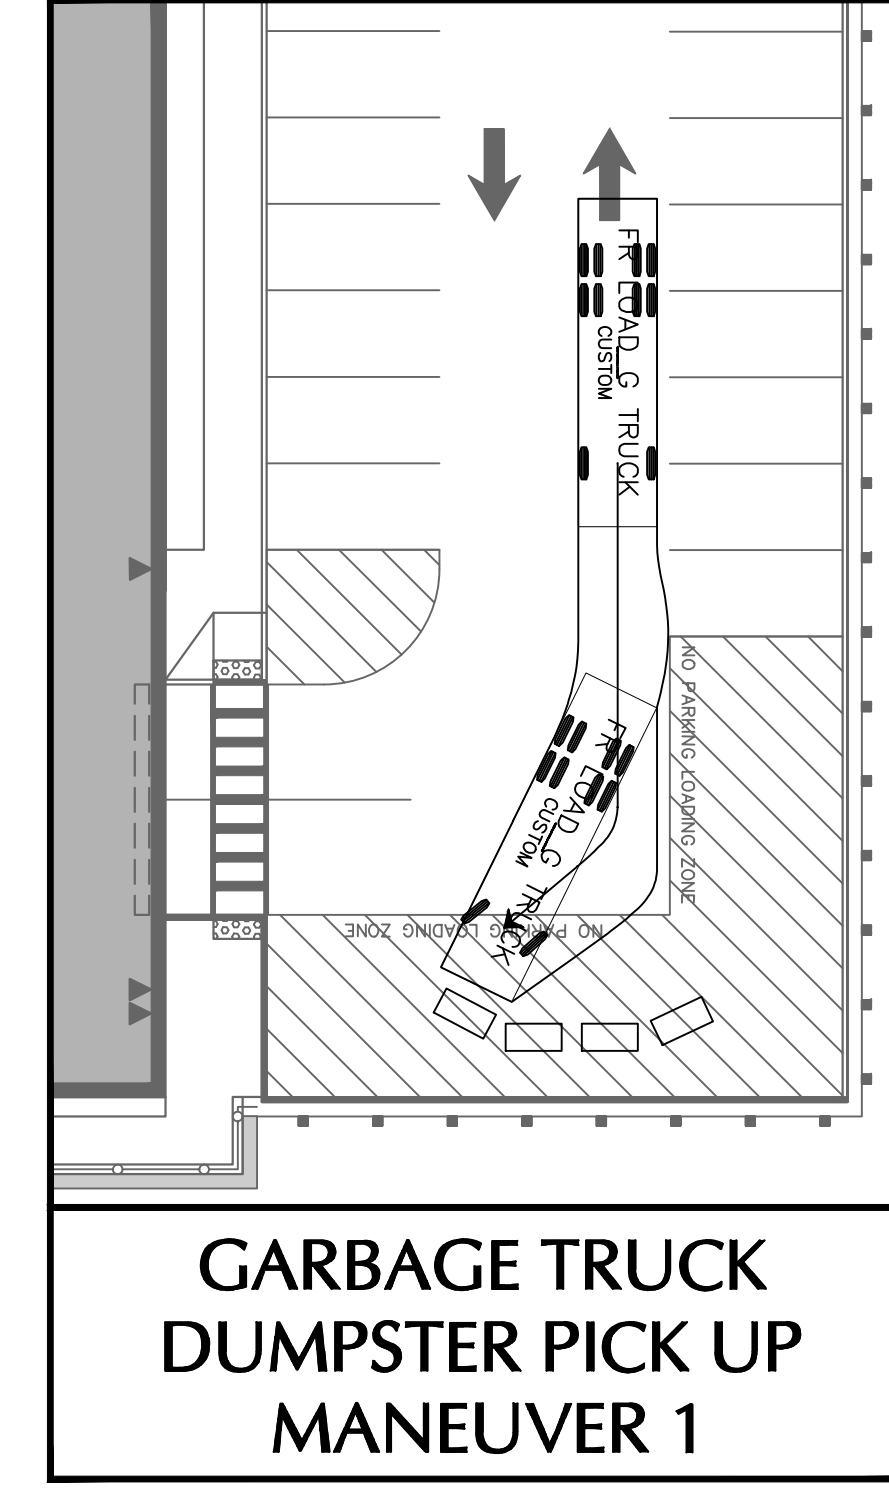 FR LOAD_G TRUCK
CUSTOM
NO PARKING LOADING ZONE
FR LOAD_G TRUCK
CUSTOM
NO PARKING LOADING ZONE
GARBAGE TRUCK
DUMPSTER PICK UP
MANEUVER 1